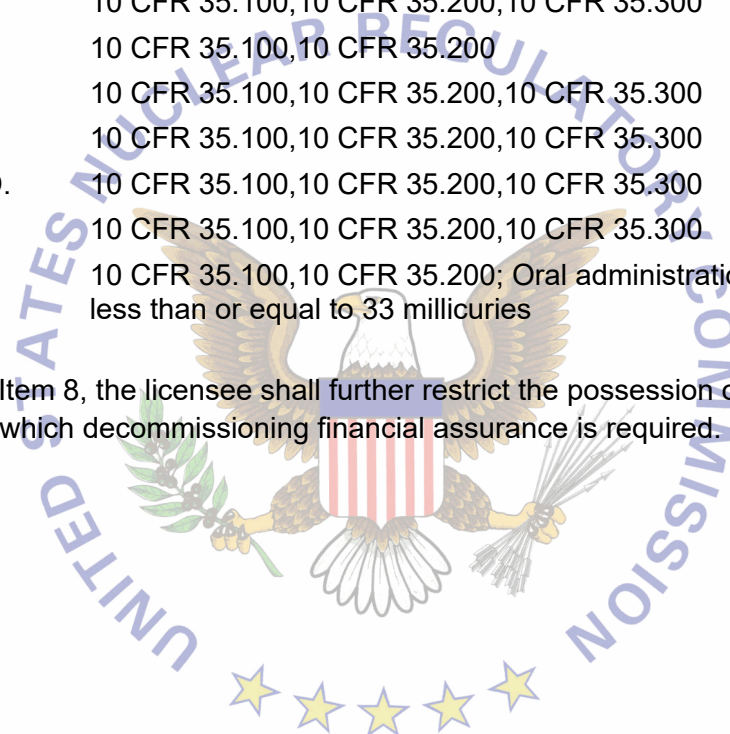 10 CFR 35.100,10 CFR 35.200,10 CFR 35.300
10 CFR 35.100,10 CFR 35.200
10 CFR 35.100,10 CFR 35.200,10 CFR 35.300
10 CFR 35.100,10 CFR 35.200,10 CFR 35.300
10 CFR 35.100,10 CFR 35.200,10 CFR 35.300
10 CFR 35.100,10 CFR 35.200,10 CFR 35.300
10 CFR 35.100,10 CFR 35.200; Oral
less than or equal to 33 millicuries
Item 8, the licensee shall further restrict the possession
which decommissioning financial assurance is required.
UNITED STATES NUCLEAR REGULATORY COMMISSION